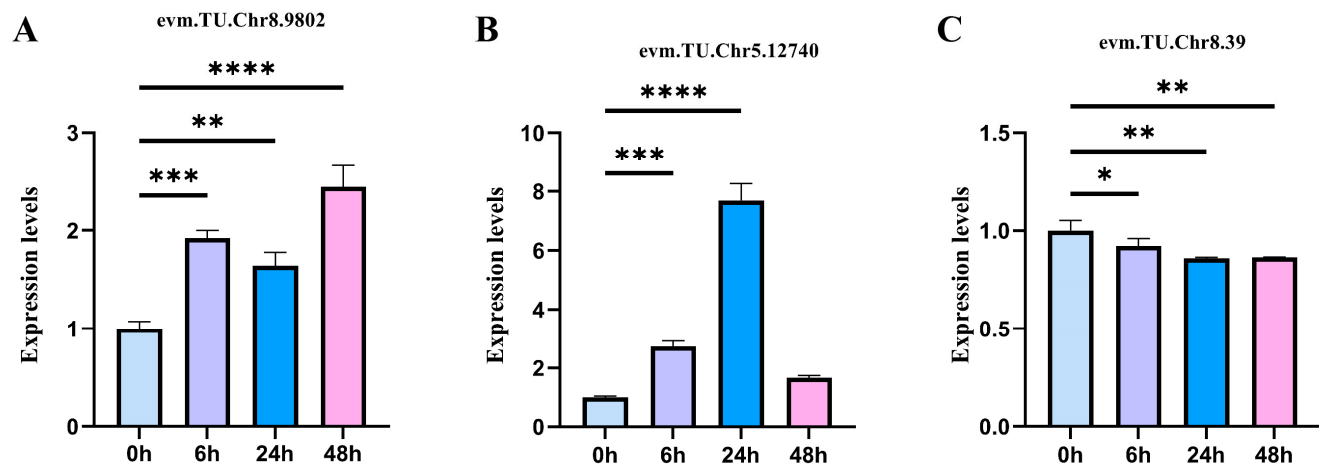 A
evm.TU.Chr8.9802
Expression levels
****
**
***
3
2
1
0
0h 6h 24h 48h
B
evm.TU.Chr5.12740
Expression levels
****
***
10
8
6
4
2
0
0h 6h 24h 48h
C
evm.TU.Chr8.39
Expression levels
**
**
*
1.5
1.0
0.5
0.0
0h 6h 24h 48h